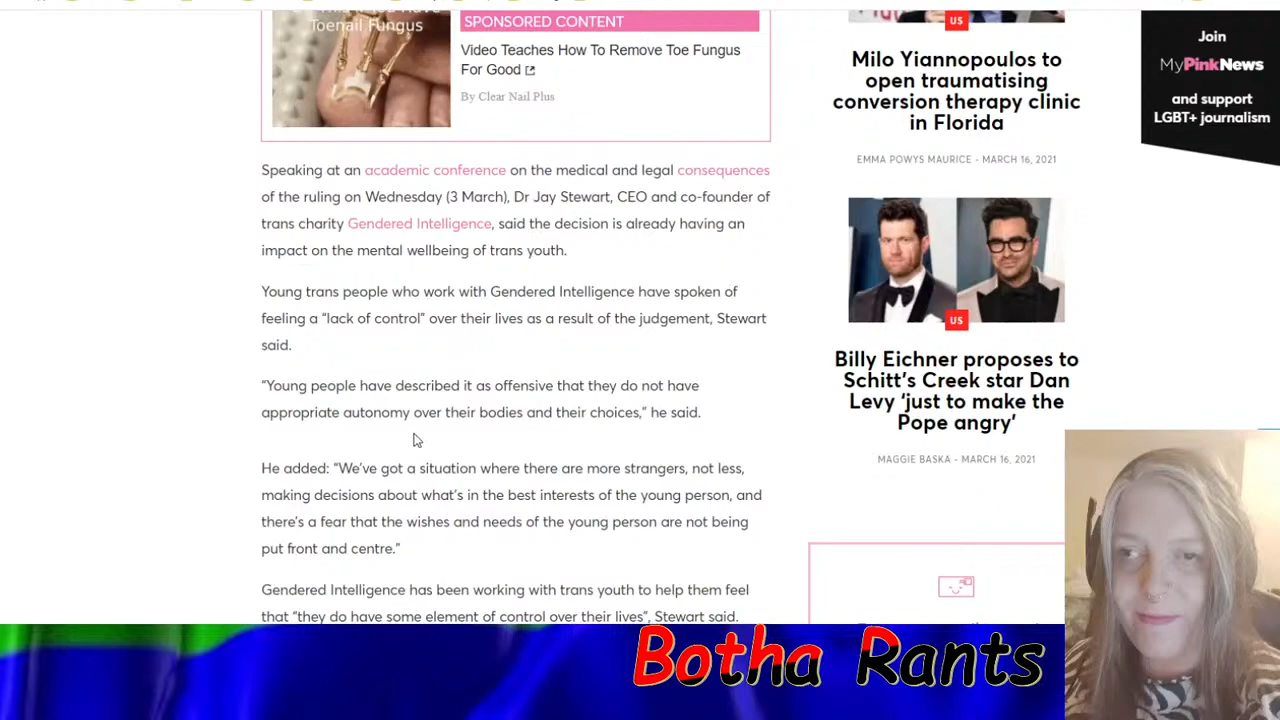 Toenail Fungus
SPONSORED CONTENT
Video Teaches How To Remove Toe Fungus
For Good
By Clear Nail Plus
Speaking at an academic conference on the medical and legal consequences
of the ruling on Wednesday (3 March), Dr Jay Stewart, CEO and co-founder of
trans charity Gendered Intelligence, said the decision is already having an
impact on the mental wellbeing of trans youth.
Young trans people who work with Gendered Intelligence have spoken of
feeling a “lack of control” over their lives as a result of the judgement, Stewart
said.
“Young people have described it as offensive that they do not have
appropriate autonomy over their bodies and their choices,” he said.
He added: “We’ve got a situation where there are more strangers, not less,
making decisions about what’s in the best interests of the young person, and
there’s a fear that the wishes and needs of the young person are not being
put front and centre.”
Gendered Intelligence has been working with trans youth to help them feel
that “they do have some element of control over their lives”, Stewart said.
US
Milo Yiannopoulos to
open traumatising
conversion therapy clinic
in Florida
EMMA POWYS MAURICE - MARCH 16, 2021
US
Billy Eichner proposes to
Schitt’s Creek star Dan
Levy ‘just to make the
Pope angry’
MAGGIE BASKA - MARCH 16, 2021
Join
MyPinkNews
and support
LGBT+ journalism
Botha Rants